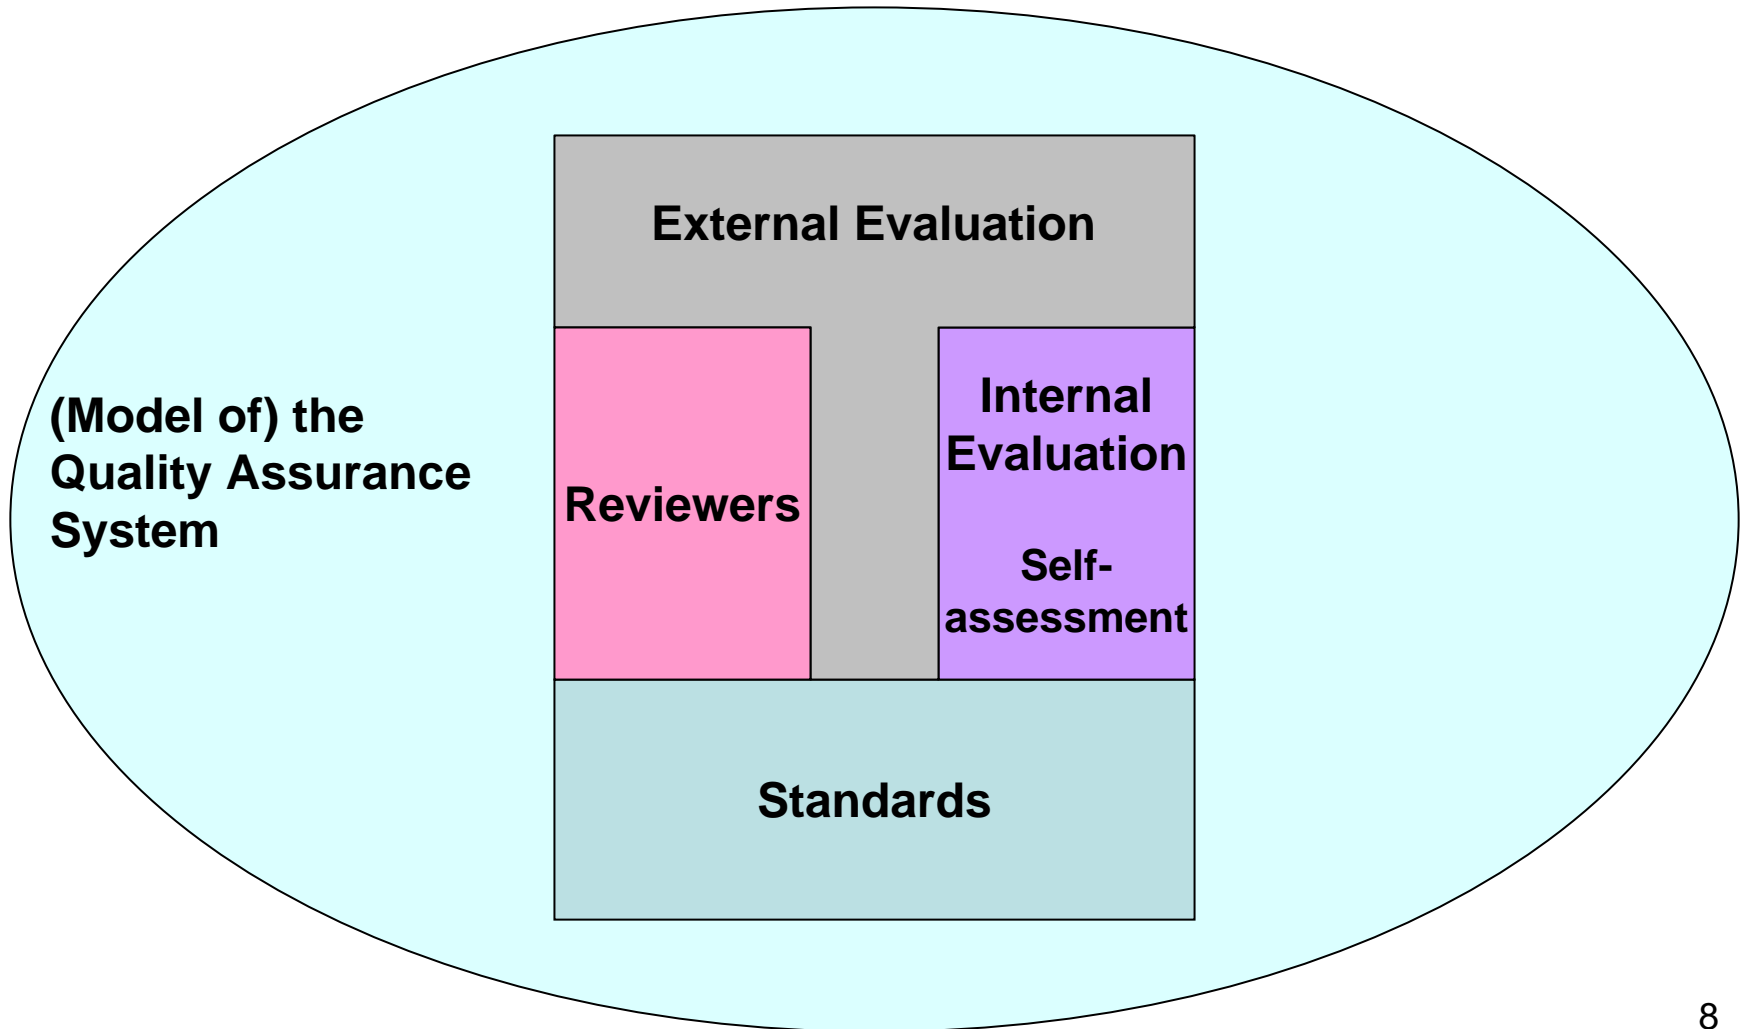 External Evaluation
(Model of) the
Quality Assurance
System
Reviewers
Internal
Evaluation
Self-
assessment
Standards
8